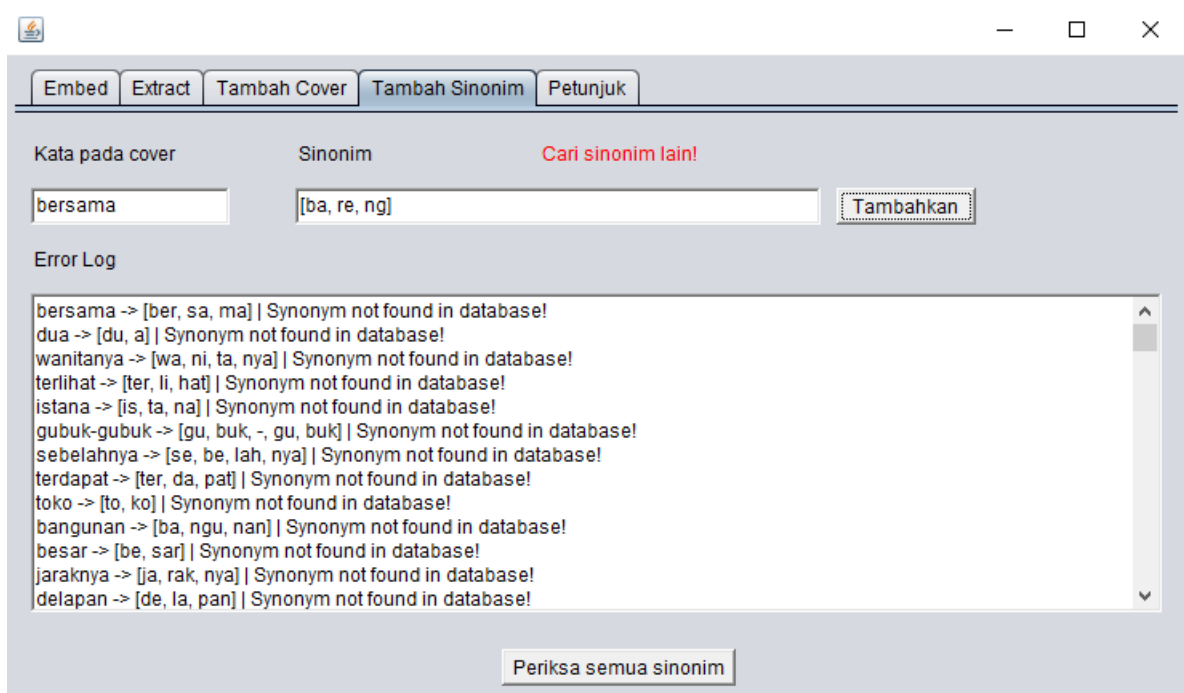 Embed Extract Tambah Cover Tambah Sinonim Petunjuk
Kata pada cover Sinonim Cari sinonim lain!
bersama [ba, re, ng] Tambahkan
Error Log
bersama -> [ber, sa, ma] | Synonym not found in database!
dua -> [du, a] | Synonym not found in database!
wanitanya -> [wa, ni, ta, nya] | Synonym not found in database!
terlihat -> [ter, li, hat] | Synonym not found in database!
istana -> [is, ta, na] | Synonym not found in database!
gubuk-gubuk -> [gu, buk, -, gu, buk] | Synonym not found in database!
sebelahnya -> [se, be, lah, nya] | Synonym not found in database!
terdapat -> [ter, da, pat] | Synonym not found in database!
toko -> [to, ko] | Synonym not found in database!
bangunan -> [ba, ngu, nan] | Synonym not found in database!
besar -> [be, sar] | Synonym not found in database!
jaraknya -> [ja, rak, nya] | Synonym not found in database!
delapan -> [de, la, pan] | Synonym not found in database!
Periksa semua sinonim